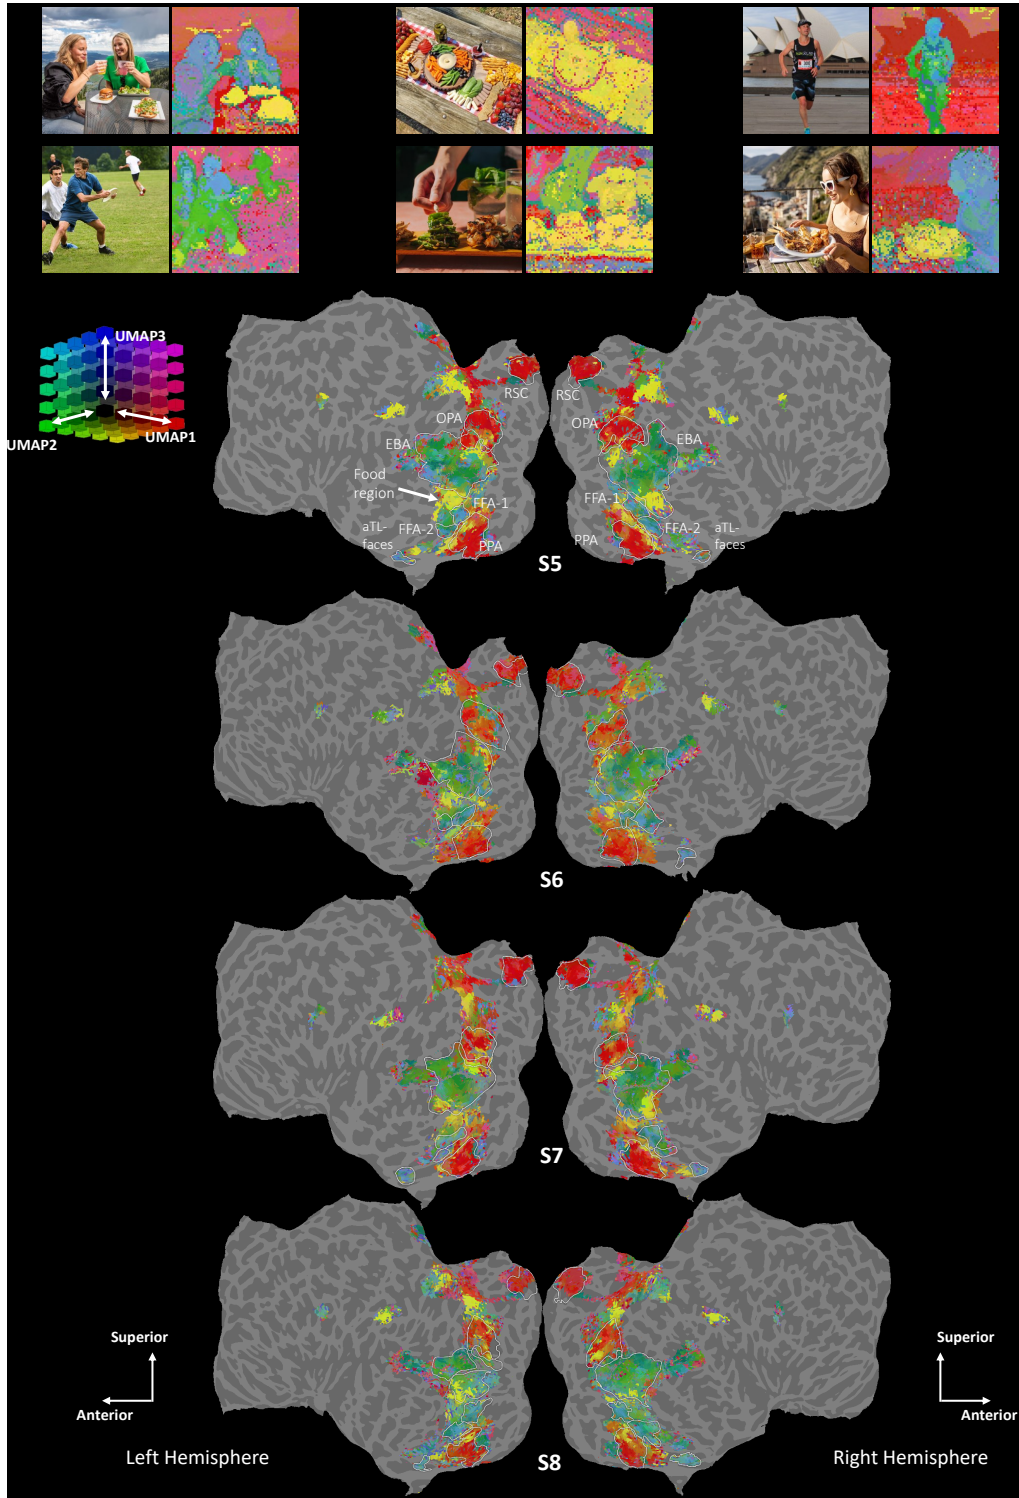 UMAP3
UMAP2
UMAP1
RSC
RSC
OPA
OPA
EBA
EBA
Food
region
FFA-1
FFA-1
aTL-
faces
FFA-2
FFA-2
aTL-
faces
PPA
PPA
S5
S6
S7
S8
Superior
Anterior
Left Hemisphere
Superior
Anterior
Right Hemisphere